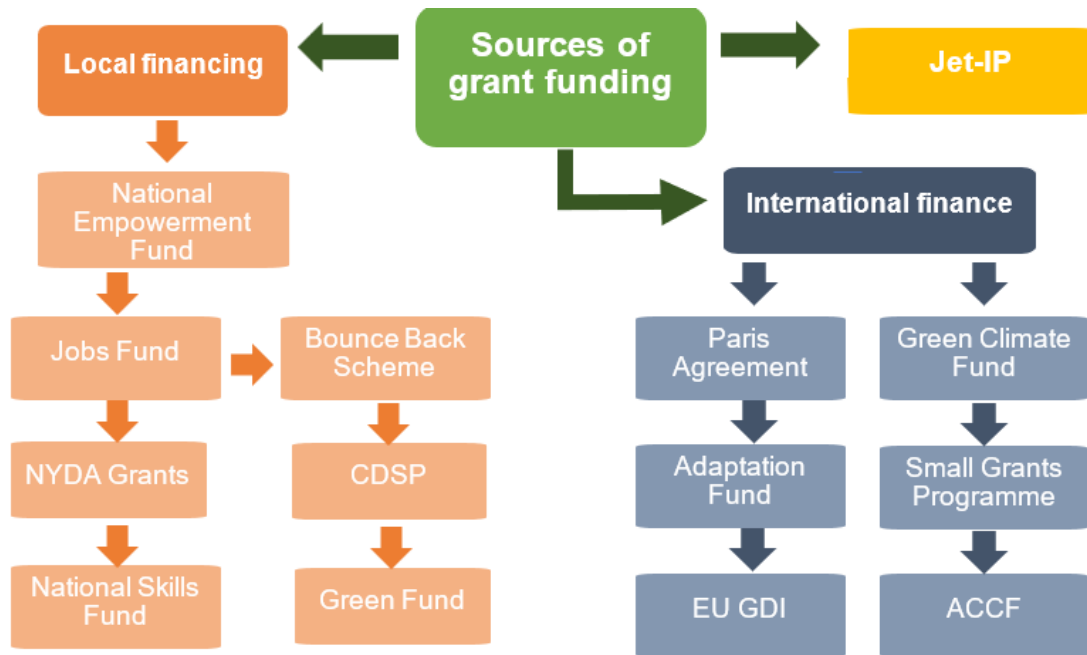 Sources of
grant funding
Local financing
Jet-IP
National
Empowerment
Fund
International finance
Jobs Fund
Bounce Back
Scheme
Paris
Agreement
Green Climate
Fund
NYDA Grants
CDSP
Adaptation
Fund
Small Grants
Programme
National Skills
Fund
Green Fund
EU GDI
ACCF